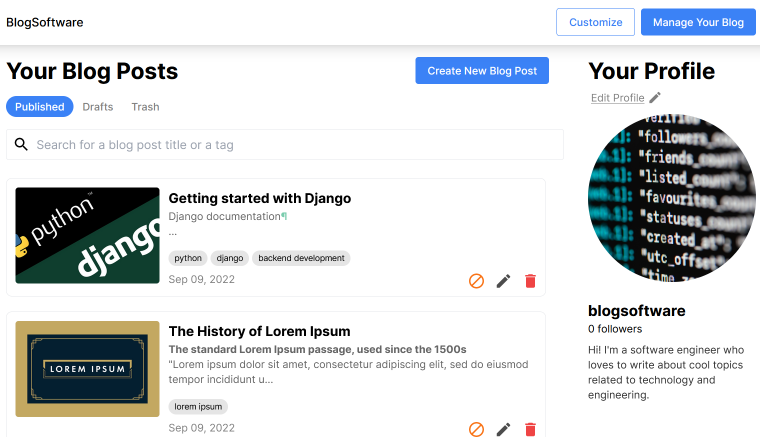 BlogSoftware
Customize
Manage Your Blog
Your Blog Posts
Create New Blog Post
Published
Drafts
Trash
Search for a blog post title or a tag
python™
django
Getting started with Django
Django documentation¶
...
python
django
backend development
Sep 09, 2022
LOREM IPSUM
The History of Lorem Ipsum
The standard Lorem Ipsum passage, used since the 1500s
"Lorem ipsum dolor sit amet, consectetur adipiscing elit, sed do eiusmod
tempor incididunt u...
lorem ipsum
Sep 09, 2022
Your Profile
Edit Profile
"followers_count
"friends_count
"listed_count"
"favourites_
"statuses_
"created_at"
"utc_offset
"time_zone
blogsoftware
0 followers
Hi! I'm a software engineer who
loves to write about cool topics
related to technology and
engineering.